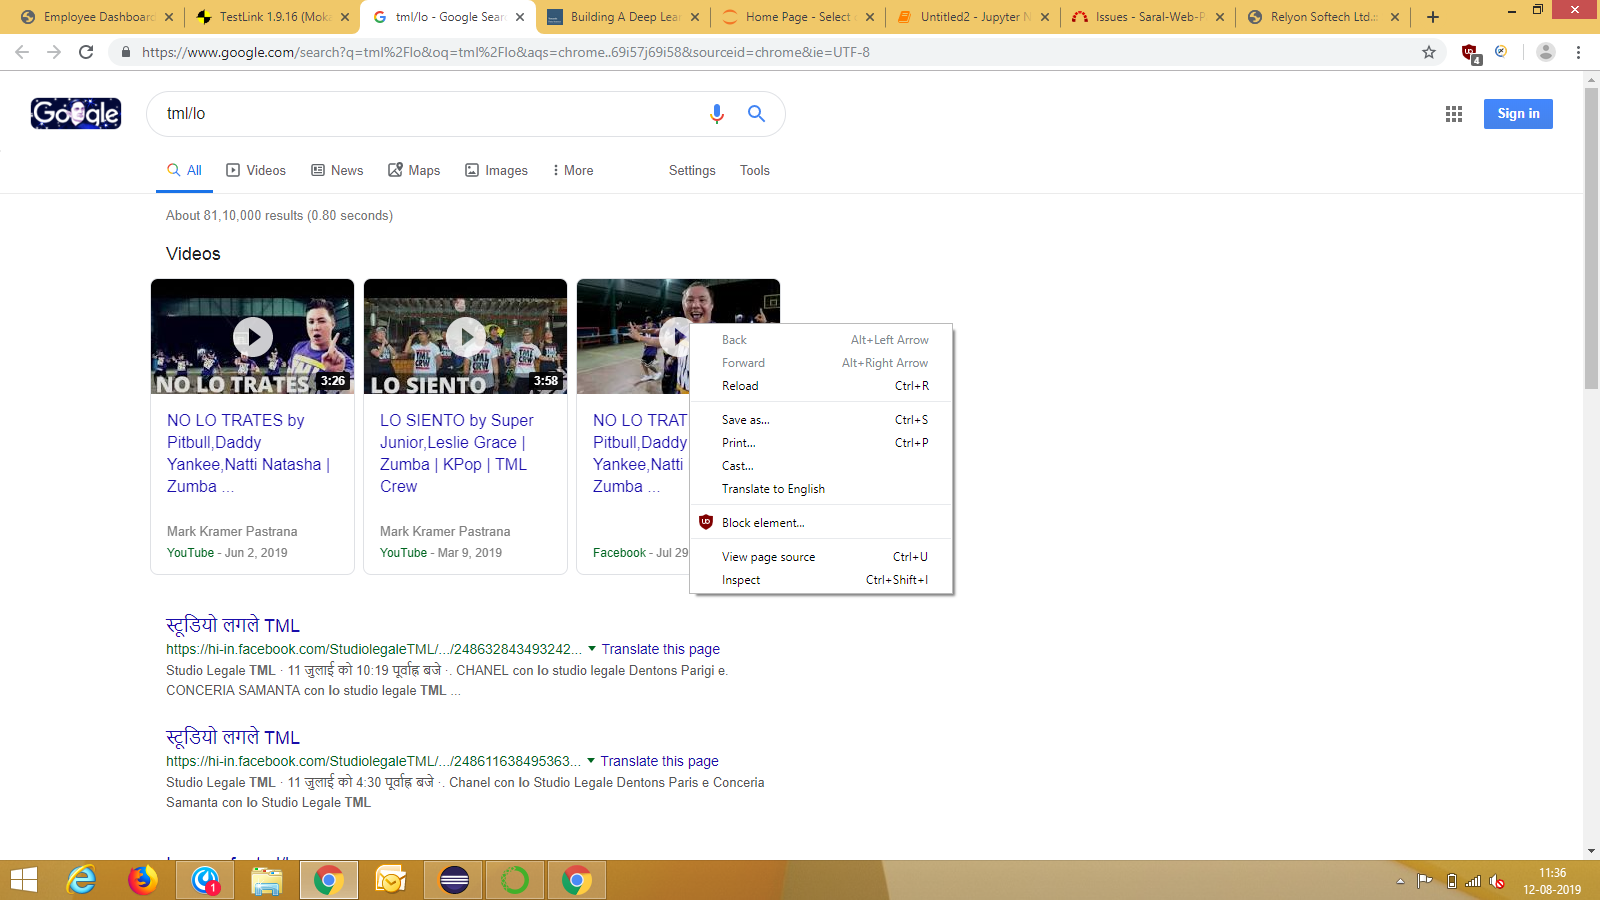 Employee Dashboard
TestLink 1.9.16 (Moka
tml/lo - Google Sear
Building A Deep Lea
Home Page - Select
Untitled2 - Jupyter N
Issues - Saral-Web-P
Relyon Softech Ltd.:
https://www.google.com/search?q=tml%2Flo&oq=tml%2Flo&aqs=chrome..69i57j69i58&sourceid=chrome&ie=UTF-8
4
Google
tml/lo
Sign in
All
Videos
News
Maps
Images
More
Settings
Tools
About 81,10,000 results (0.80 seconds)
Videos
NO LO TRATES
3:26
LO SIENTO
3:58
NO LO TRATES by
Pitbull,Daddy
Yankee,Natti Natasha |
Zumba ...
Mark Kramer Pastrana
YouTube - Jun 2, 2019
TML
CRW
LO SIENTO by Super
Junior,Leslie Grace |
Zumba | KPop | TML
Crew
Mark Kramer Pastrana
YouTube - Mar 9, 2019
NO LO TRAT
Pitbull,Daddy
Yankee,Natti
Zumba ...
Facebook - Jul 29
Back Alt+Left Arrow
Forward Alt+Right Arrow
Reload Ctrl+R
Save as... Ctrl+S
Print... Ctrl+P
Cast...
Translate to English
Block element...
View page source Ctrl+U
Inspect Ctrl+Shift+I
स्टूडियो लगले TML
https://hi-in.facebook.com/StudiolegaleTML/.../248632843493242... Translate this page
Studio Legale TML · 11 जुलाई को 10:19 पूर्वाह्न बजे ·. CHANEL con lo studio legale Dentons Parigi e.
CONCERIA SAMANTA con lo studio legale TML ...
स्टूडियो लगले TML
https://hi-in.facebook.com/StudiolegaleTML/.../248611638495363... Translate this page
Studio Legale TML · 11 जुलाई को 4:30 पूर्वाह्न बजे ·. Chanel con lo Studio Legale Dentons Paris e Conceria
Samanta con lo Studio Legale TML
1
11:36
12-08-2019